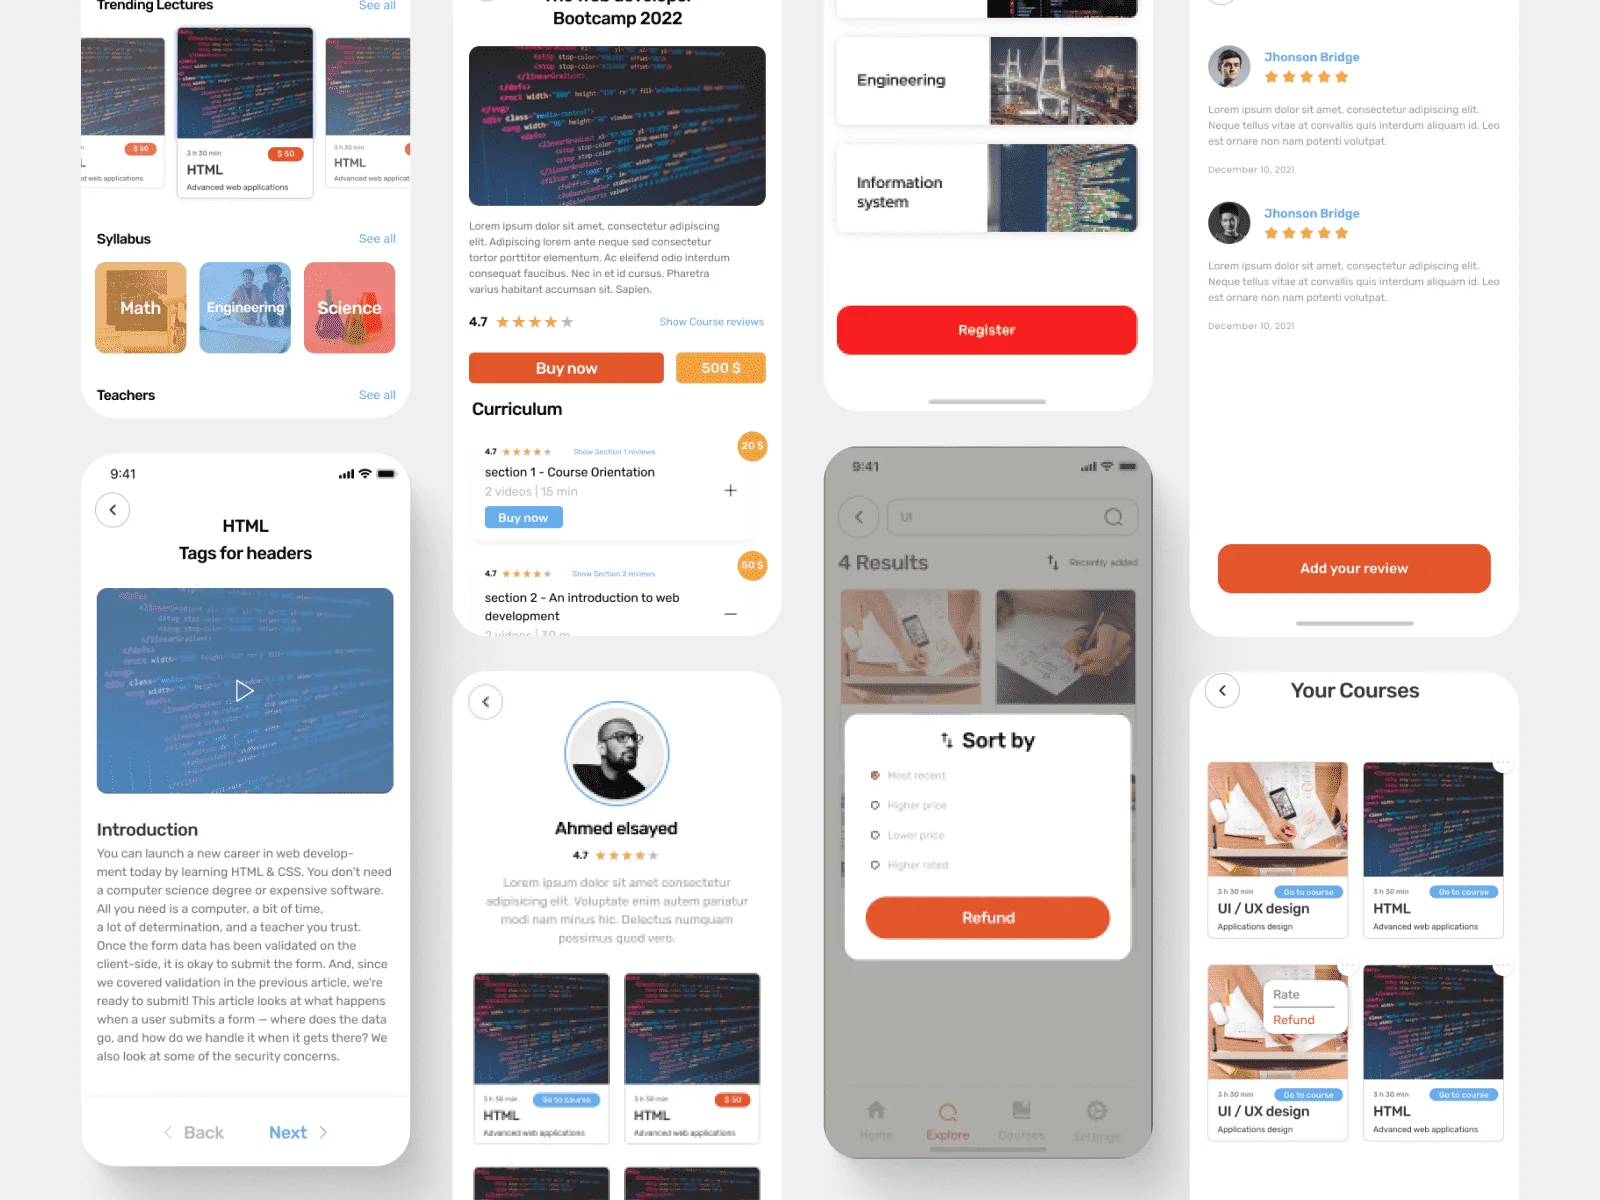 Trending Lectures
See all
3 h 30 min
$ 50
HTML
Advanced web applications
$ 50
web applications
3 h 30 min
HTML
Advanced web app
Syllabus
See all
Math
Engineering
Science
Teachers
See all
9:41
HTML
Tags for headers
Introduction
You can launch a new career in web develop-
ment today by learning HTML & CSS. You don't need
a computer science degree or expensive software.
All you need is a computer, a bit of time,
a lot of determination, and a teacher you trust.
Once the form data has been validated on the
client-side, it is okay to submit the form. And, since
we covered validation in the previous article, we're
ready to submit! This article looks at what happens
when a user submits a form — where does the data
go, and how do we handle it when it gets there? We
also look at some of the security concerns.
Back
Next
The web developer
Bootcamp 2022
Lorem ipsum dolor sit amet, consectetur adipiscing
elit. Adipiscing lorem ante neque sed consectetur
tortor porttitor elementum. Ac eleifend odio interdum
consequat faucibus. Nec in et id cursus. Pharetra
varius habitant accumsan sit. Sapien.
4.7
Show Course reviews
Buy now
500 $
Curriculum
20 $
4.7
Show Section 1 reviews
section 1 - Course Orientation
2 videos | 15 min
Buy now
50 $
4.7
Show Section 2 reviews
section 2 - An introduction to web
development
2 videos | 30 m
Ahmed elsayed
4.7
Lorem ipsum dolor sit amet consectetur
adipisicing elit. Voluptate enim autem pariatur
modi nam minus hic. Delectus numquam
possimus quod vero.
3 h 30 min
Go to course
HTML
Advanced web applications
3 h 30 min
$ 50
HTML
Advanced web applications
Engineering
Information
system
Register
9:41
UI
4 Results
Recently added
Sort by
Most recent
Higher price
Lower price
Higher rated
Refund
Home
Explore
Courses
Settings
Jhonson Bridge
Lorem ipsum dolor sit amet, consectetur adipiscing elit.
Neque tellus vitae at convallis quis interdum aliquam id. Leo
est ornare non nam potenti volutpat.
December 10, 2021
Jhonson Bridge
Lorem ipsum dolor sit amet, consectetur adipiscing elit.
Neque tellus vitae at convallis quis interdum aliquam id. Leo
est ornare non nam potenti volutpat.
December 10, 2021
Add your review
Your Courses
3 h 30 min
Go to course
UI / UX design
Applications design
3 h 30 min
Go to course
HTML
Advanced web applications
Rate
Refund
3 h 30 min
Go to course
UI / UX design
Applications design
3 h 30 min
Go to course
HTML
Advanced web applications